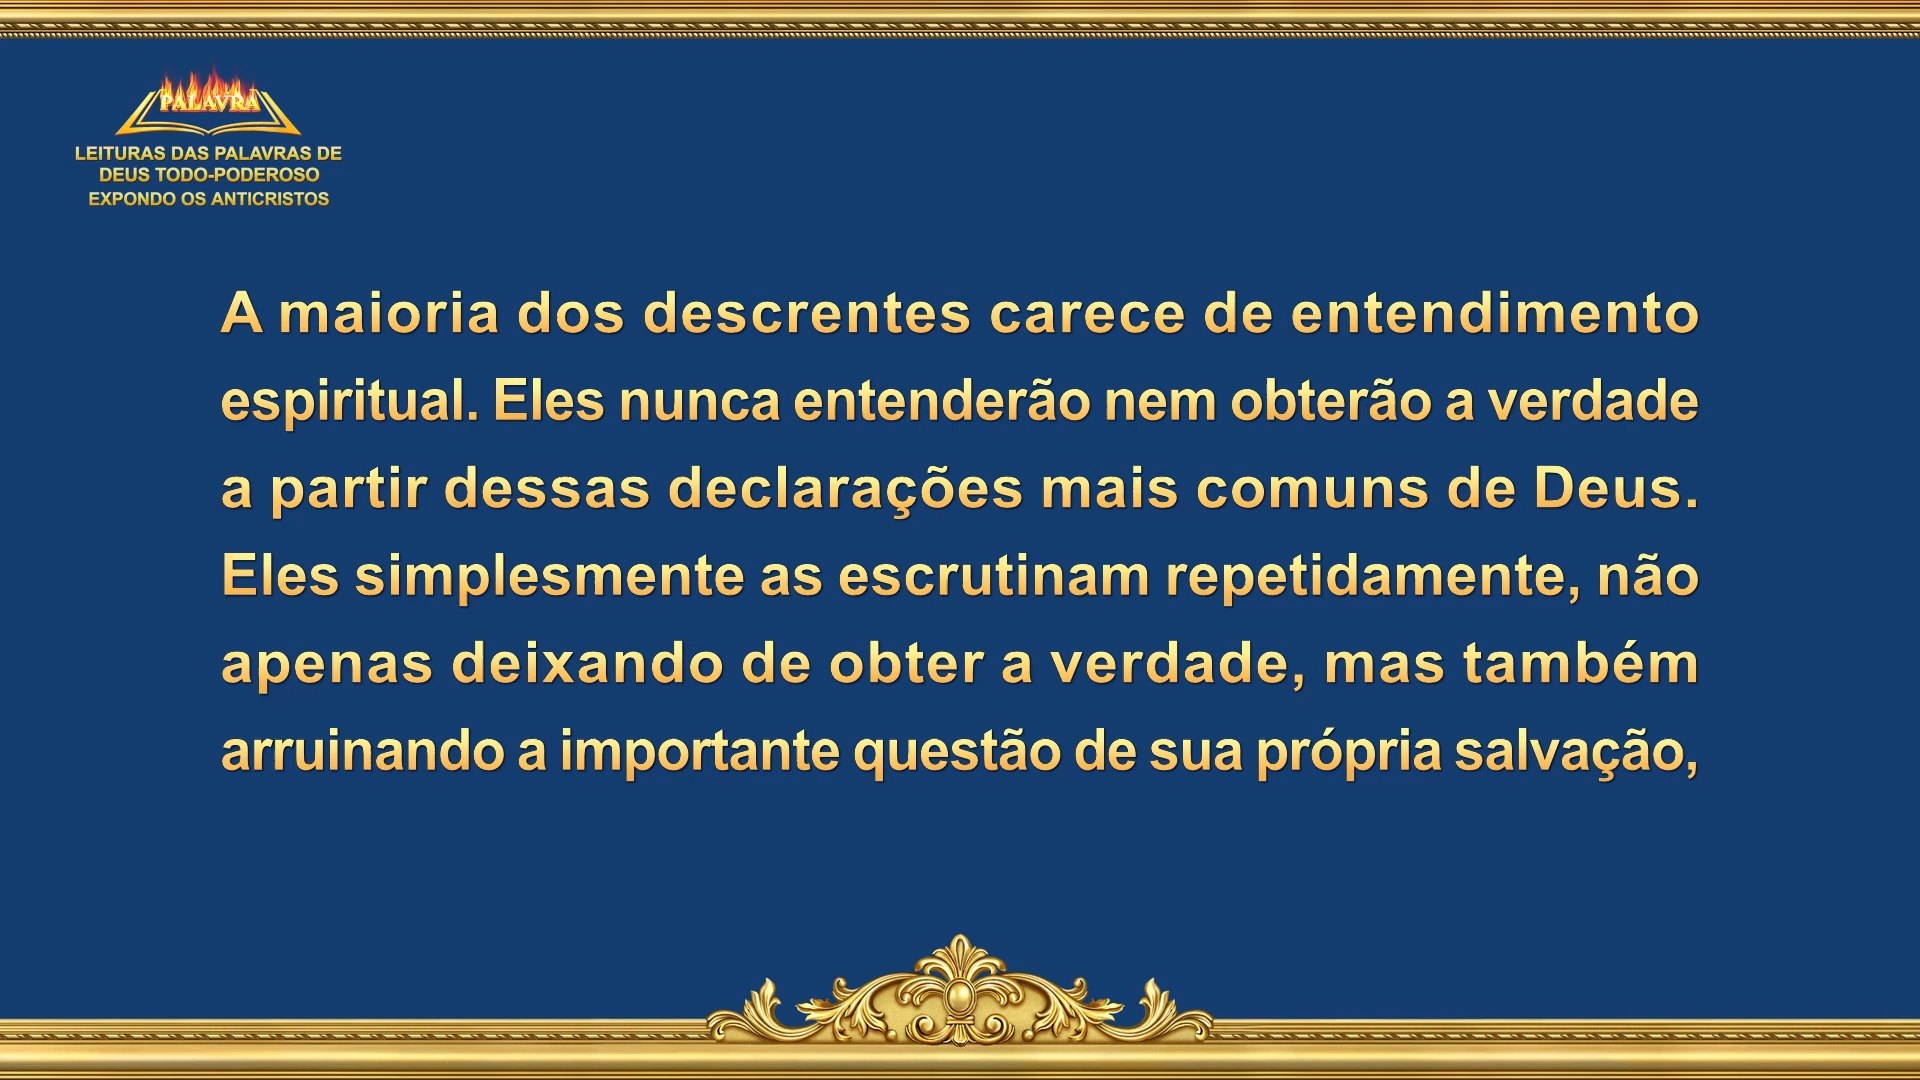 PALAVRA
LEITURAS DAS PALAVRAS DE
DEUS TODO-PODEROSO
EXPONDO OS ANTICRISTOS
A maioria dos descrentes carece de entendimento
espiritual. Eles nunca entenderão nem obterão a verdade
a partir dessas declarações mais comuns de Deus.
Eles simplesmente as escrutinam repetidamente, não
apenas deixando de obter a verdade, mas também
arruinando a importante questão de sua própria salvação,